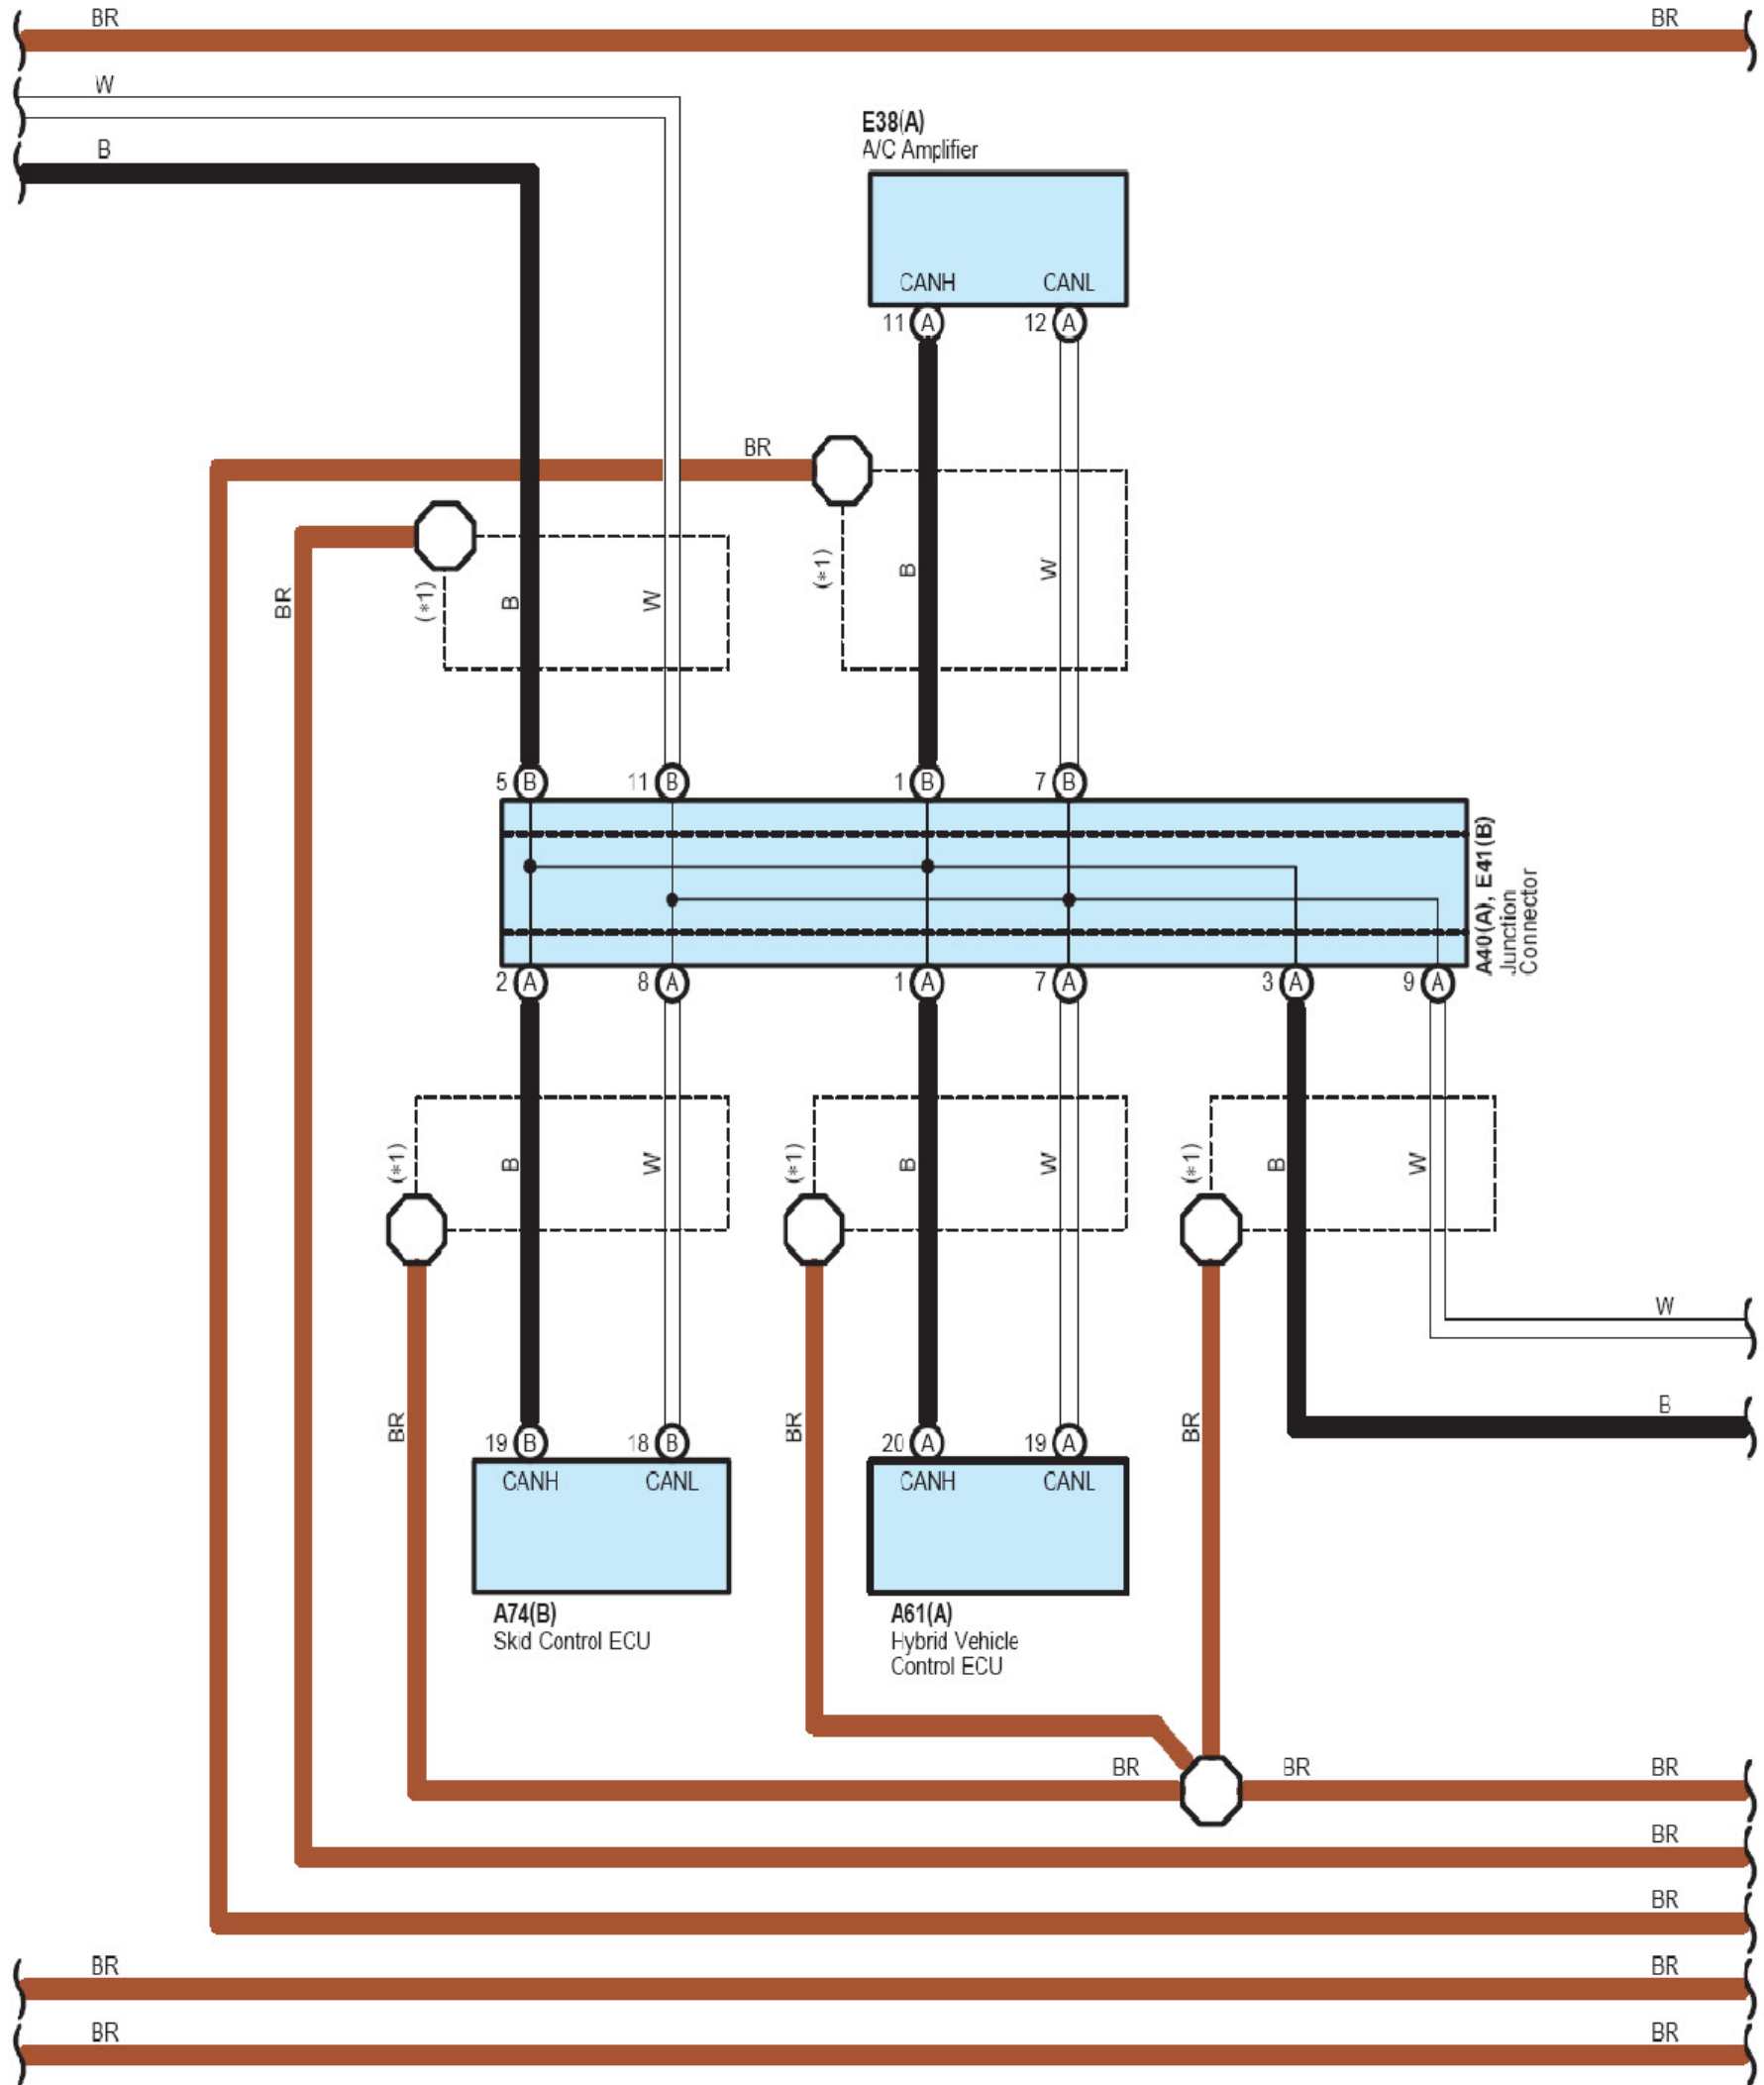 BR BR
W
B
E38(A)
A/C Amplifier
CANH CANL
11 A 12 A
BR
(*1) B W
BR (*1) B W
5 B 11 B 1 B 7 B
A40(A), E41(B)
Junction
Connector
2 A 8 A 1 A 7 A 3 A 9 A
(*1) B W (*1) B W (*1) B W
W
B
BR BR BR
19 B 18 B 20 A 19 A
CANH CANL CANH CANL
A74(B)
Skid Control ECU
A61(A)
Hybrid Vehicle
Control ECU
BR BR BR
BR
BR
BR BR
BR BR